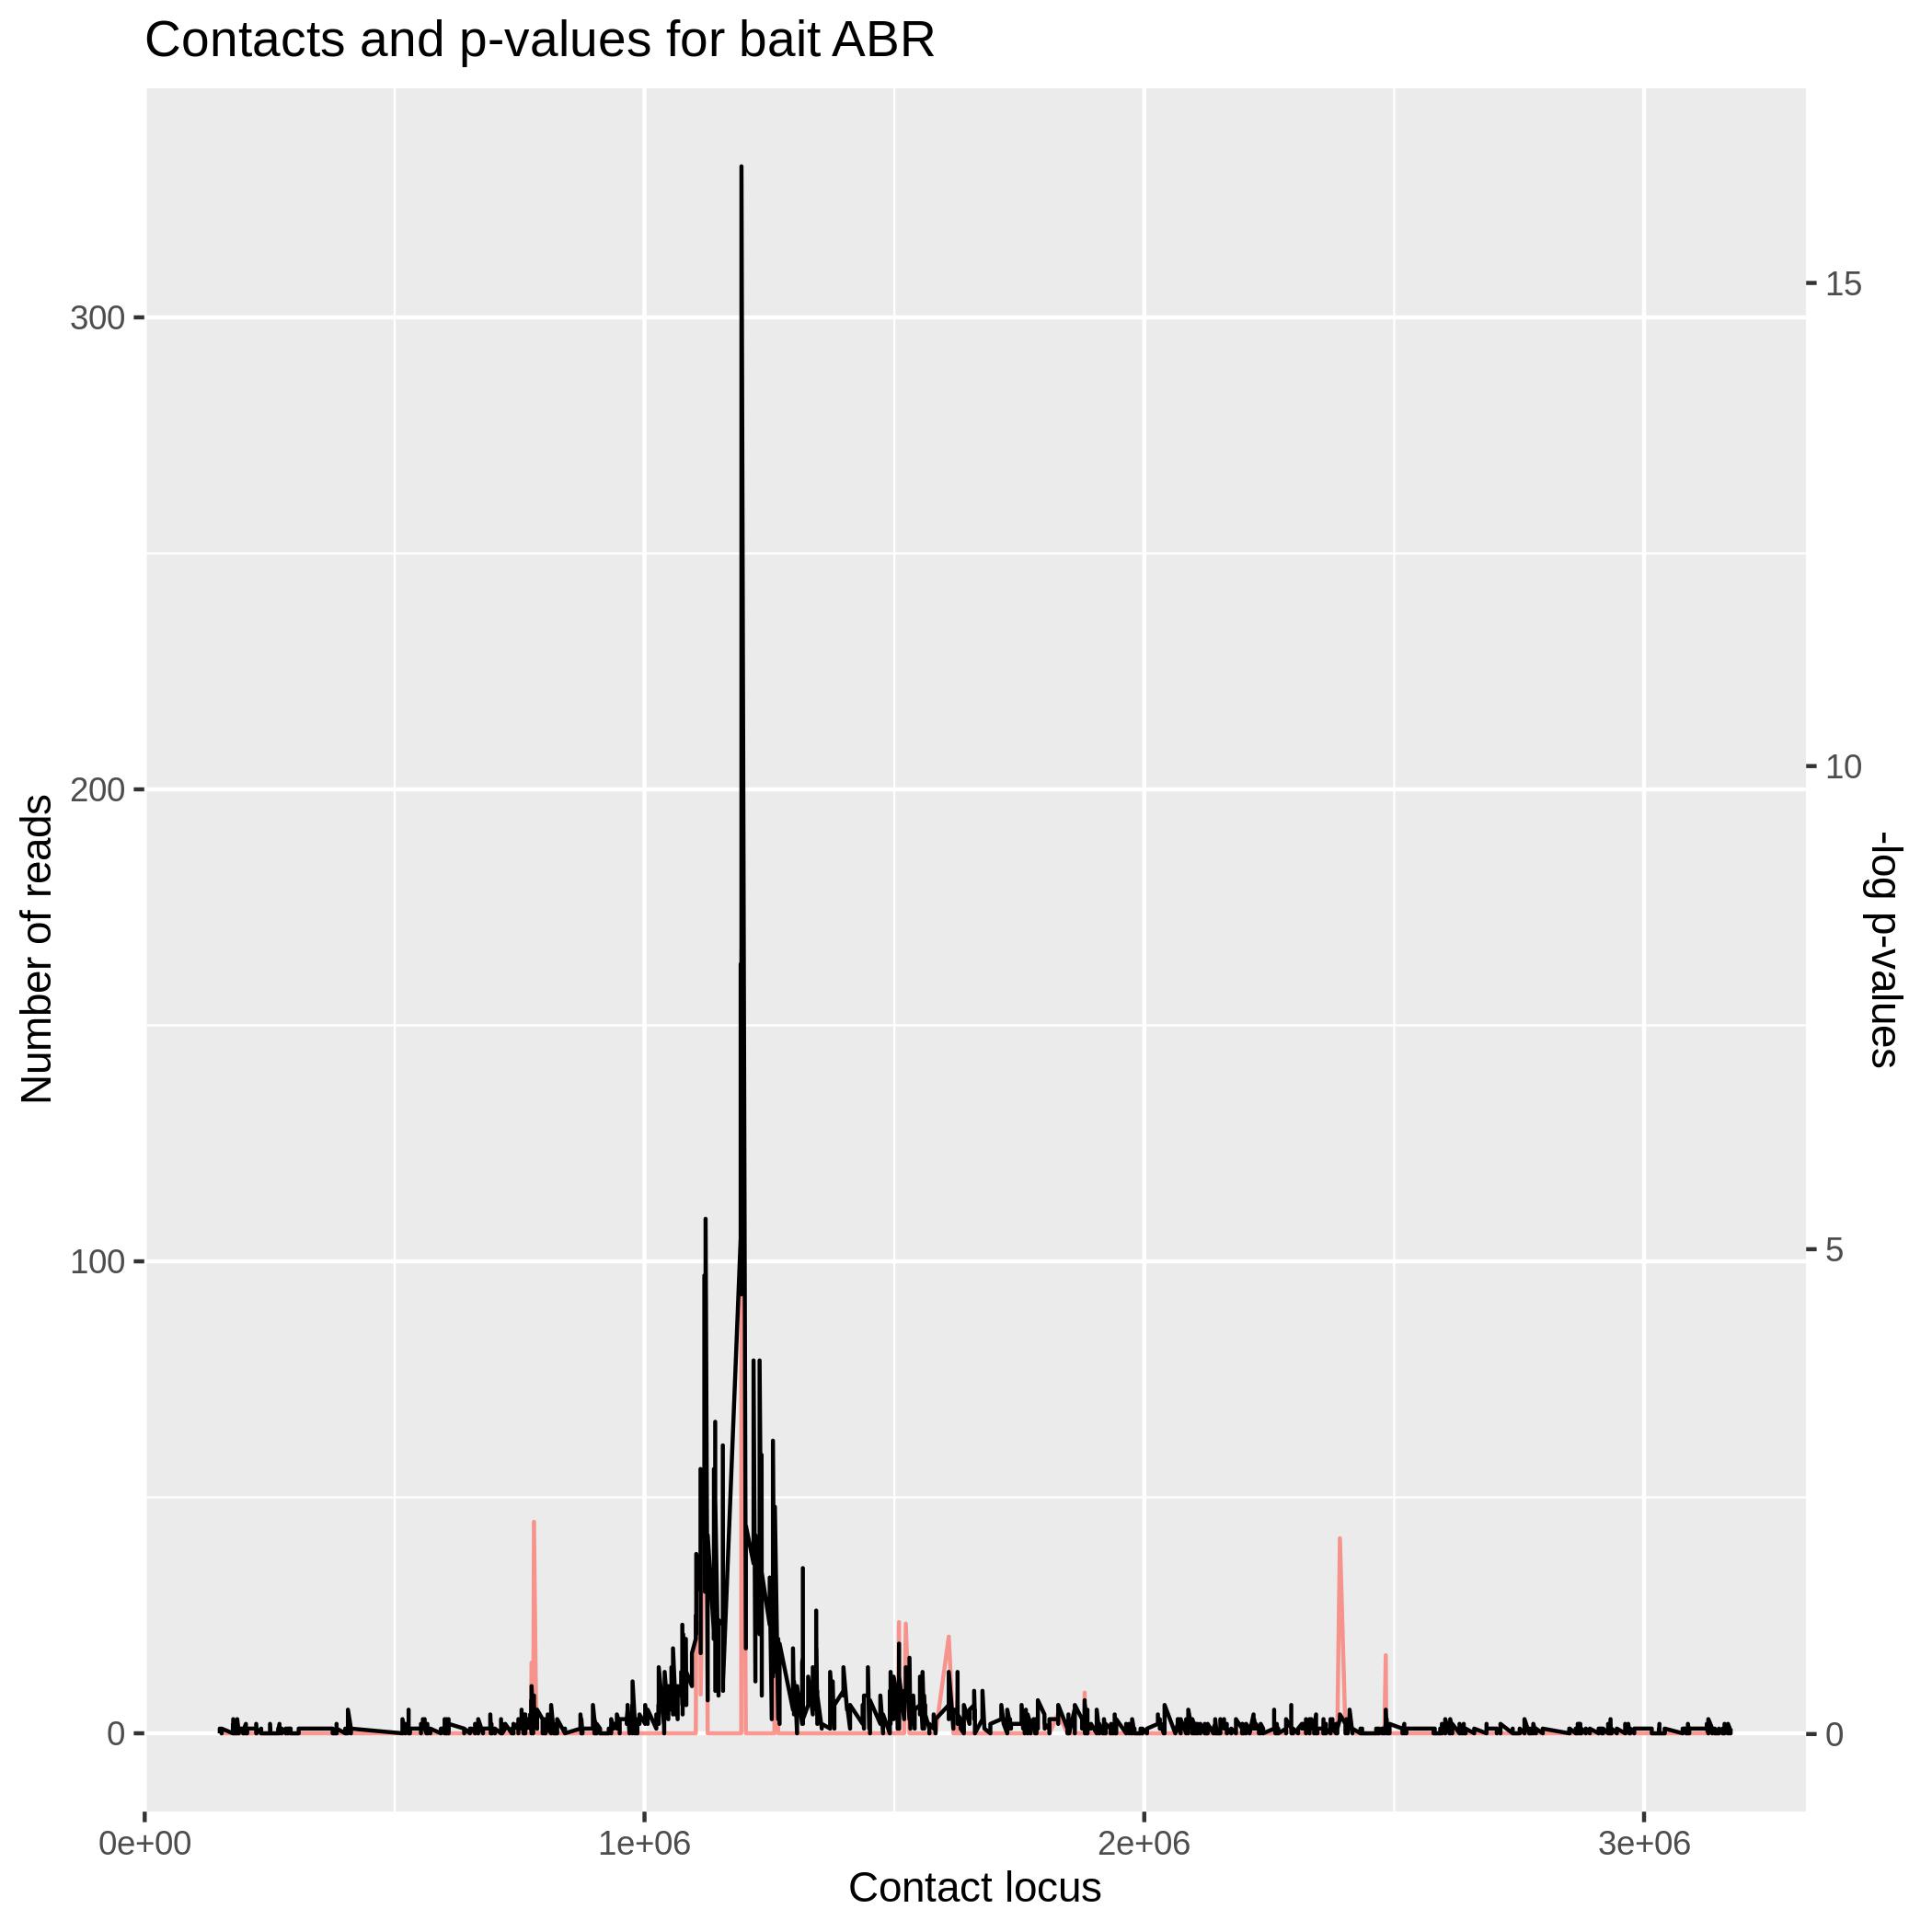 Contacts and p-values for bait ABR
300
200
100
0
Number of reads
15
10
5
0
-log p-values
0e+00
1e+06
2e+06
3e+06
Contact locus